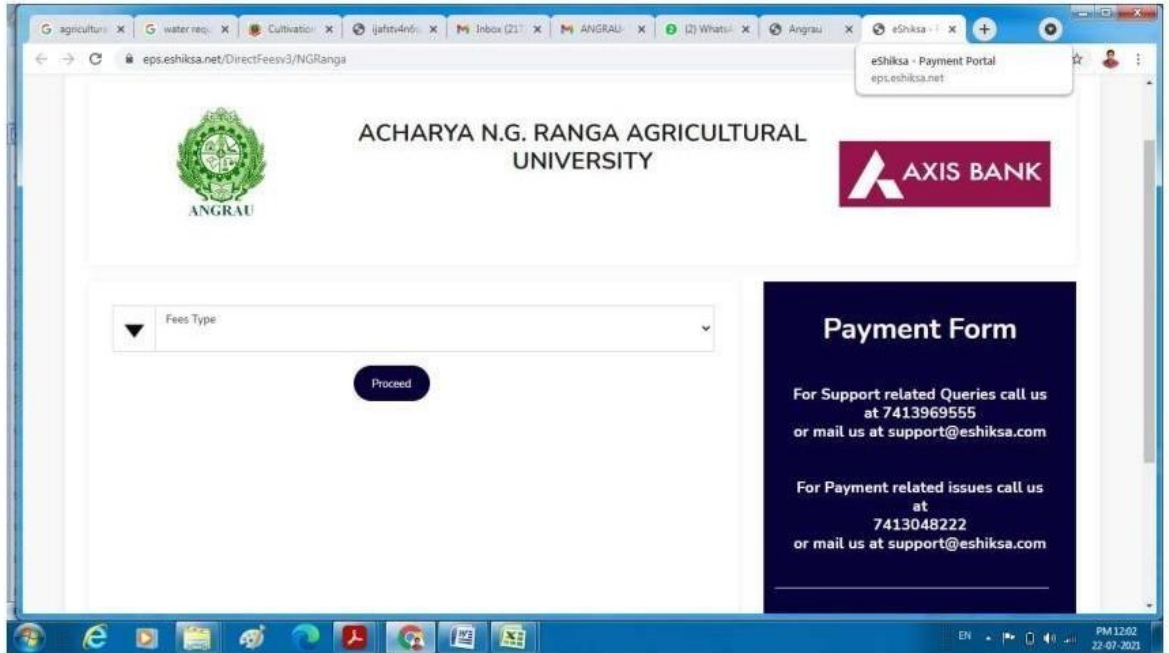 agricultur
water req
Cultivation
ijafstv4n6
Inbox (217
ANGRAU-
(2) WhatsA
Angrau
eShiksa -
eps.eshiksa.net/DirectFeesv3/NGRanga
eShiksa - Payment Portal
eps.eshiksa.net
ACHARYA N.G. RANGA AGRICULTURAL
UNIVERSITY
ANGRAU
AXIS BANK
Fees Type
Proceed
Payment Form
For Support related Queries call us
at 7413969555
or mail us at support@eshiksa.com
For Payment related issues call us
at
7413048222
or mail us at support@eshiksa.com
EN
PM 12:02
22-07-2021